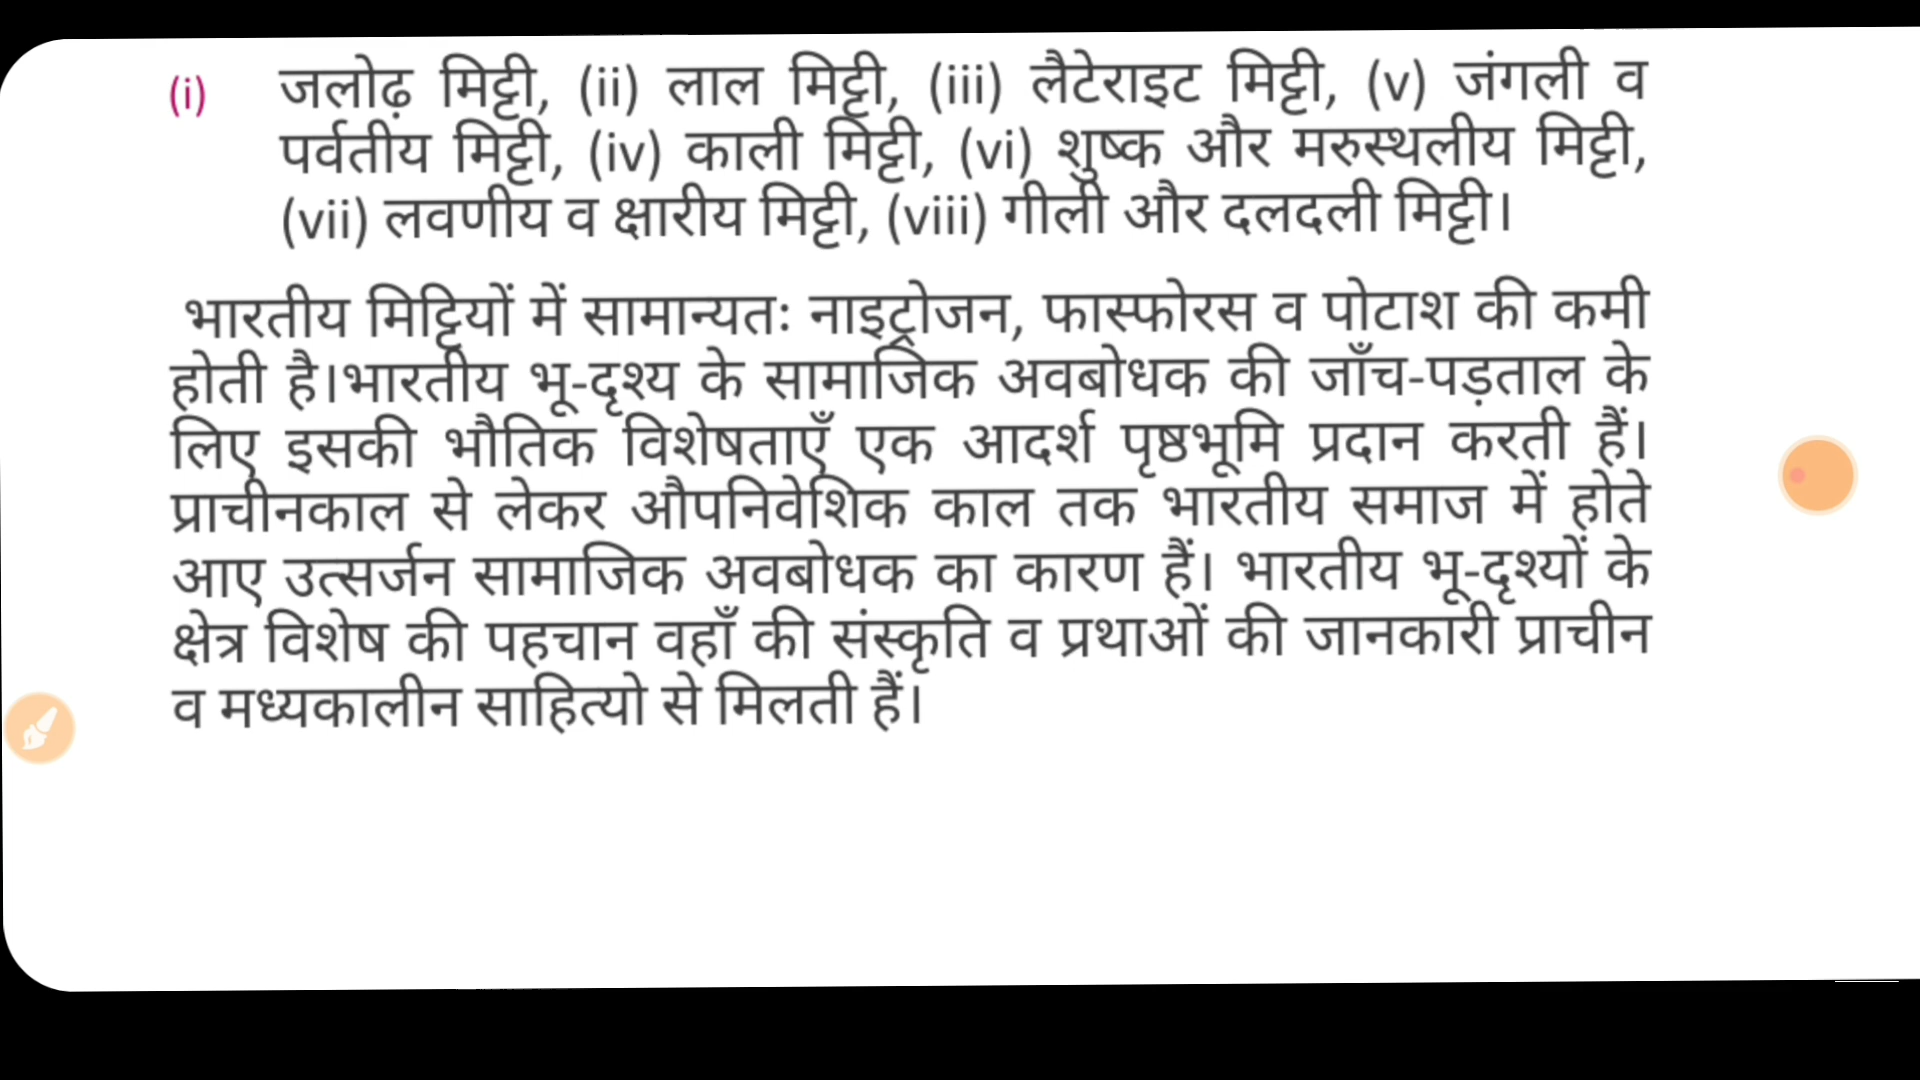 (i) जलोढ़ मिट्टी, (ii) लाल मिट्टी, (iii) लैटेराइट मिट्टी, (v) जंगली व
पर्वतीय मिट्टी, (iv) काली मिट्टी, (vi) शुष्क और मरुस्थलीय मिट्टी,
(vii) लवणीय व क्षारीय मिट्टी, (viii) गीली और दलदली मिट्टी।
भारतीय मिट्टियों में सामान्यतः नाइट्रोजन, फास्फोरस व पोटाश की कमी
होती है।भारतीय भू-दृश्य के सामाजिक अवबोधक की जाँच-पड़ताल के
लिए इसकी भौतिक विशेषताएँ एक आदर्श पृष्ठभूमि प्रदान करती हैं।
प्राचीनकाल से लेकर औपनिवेशिक काल तक भारतीय समाज में होते
आए उत्सर्जन सामाजिक अवबोधक का कारण हैं। भारतीय भू-दृश्यों के
क्षेत्र विशेष की पहचान वहाँ की संस्कृति व प्रथाओं की जानकारी प्राचीन
व मध्यकालीन साहित्यो से मिलती हैं।